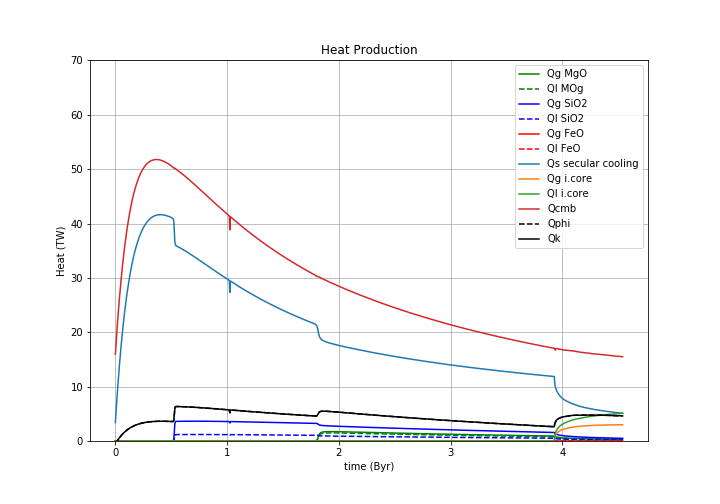 Heat Production
70
60
50
40
30
20
10
0
Heat (TW)
0
1
2
3
4
time (Byr)
Qg MgO
Ql MOg
Qg SiO2
Ql SiO2
Qg FeO
Ql FeO
Qs secular cooling
Qg i.core
Ql i.core
Qcmb
Qphi
Qk